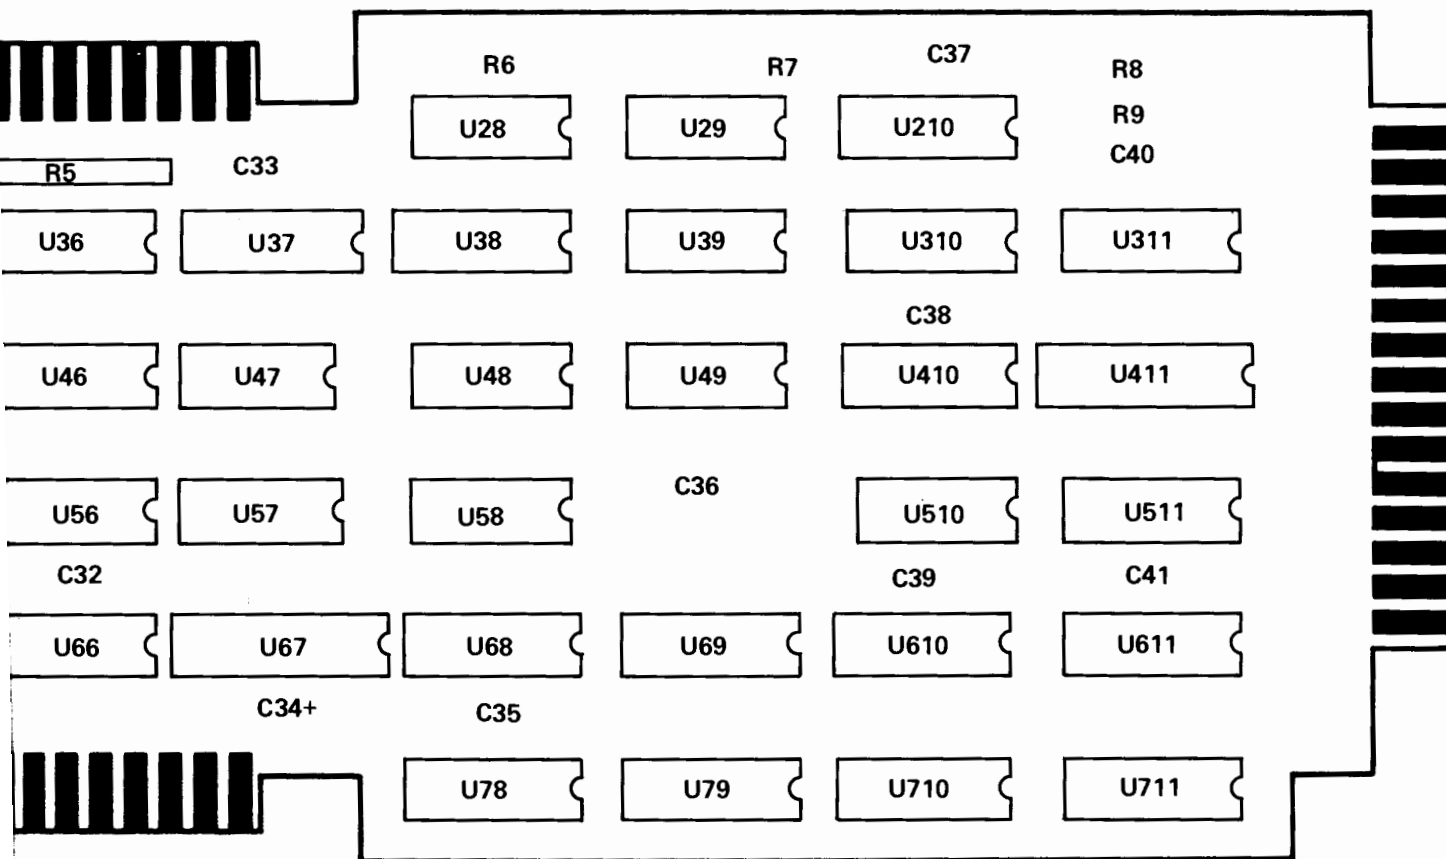 R6 R7 C37 R8
U28 U29 U210 R9
R5 C33 C40
U36 U37 U38 U39 U310 U311
C38
U46 U47 U48 U49 U410 U411
C36
U56 U57 U58 U510 U511
C32 C39 C41
U66 U67 U68 U69 U610 U611
C34+ C35
U78 U79 U710 U711